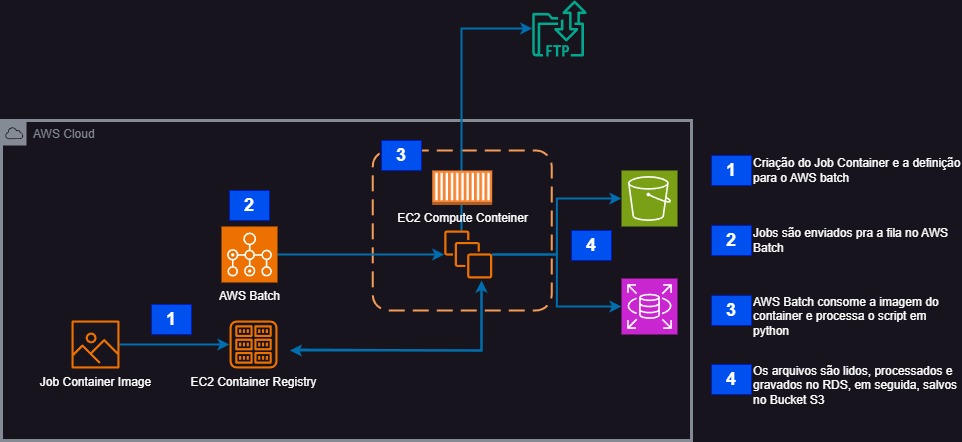 FTP
AWS Cloud
3
EC2 Compute Conteiner
2
AWS Batch
4
1
Job Container Image
EC2 Container Registry
1
Criação do Job Container e a definição
para o AWS batch
2
Jobs são enviados pra a fila no AWS
Batch
3
AWS Batch consome a imagem do
container e processa o script em
python
4
Os arquivos são lidos, processados e
gravados no RDS, em seguida, salvos
no Bucket S3